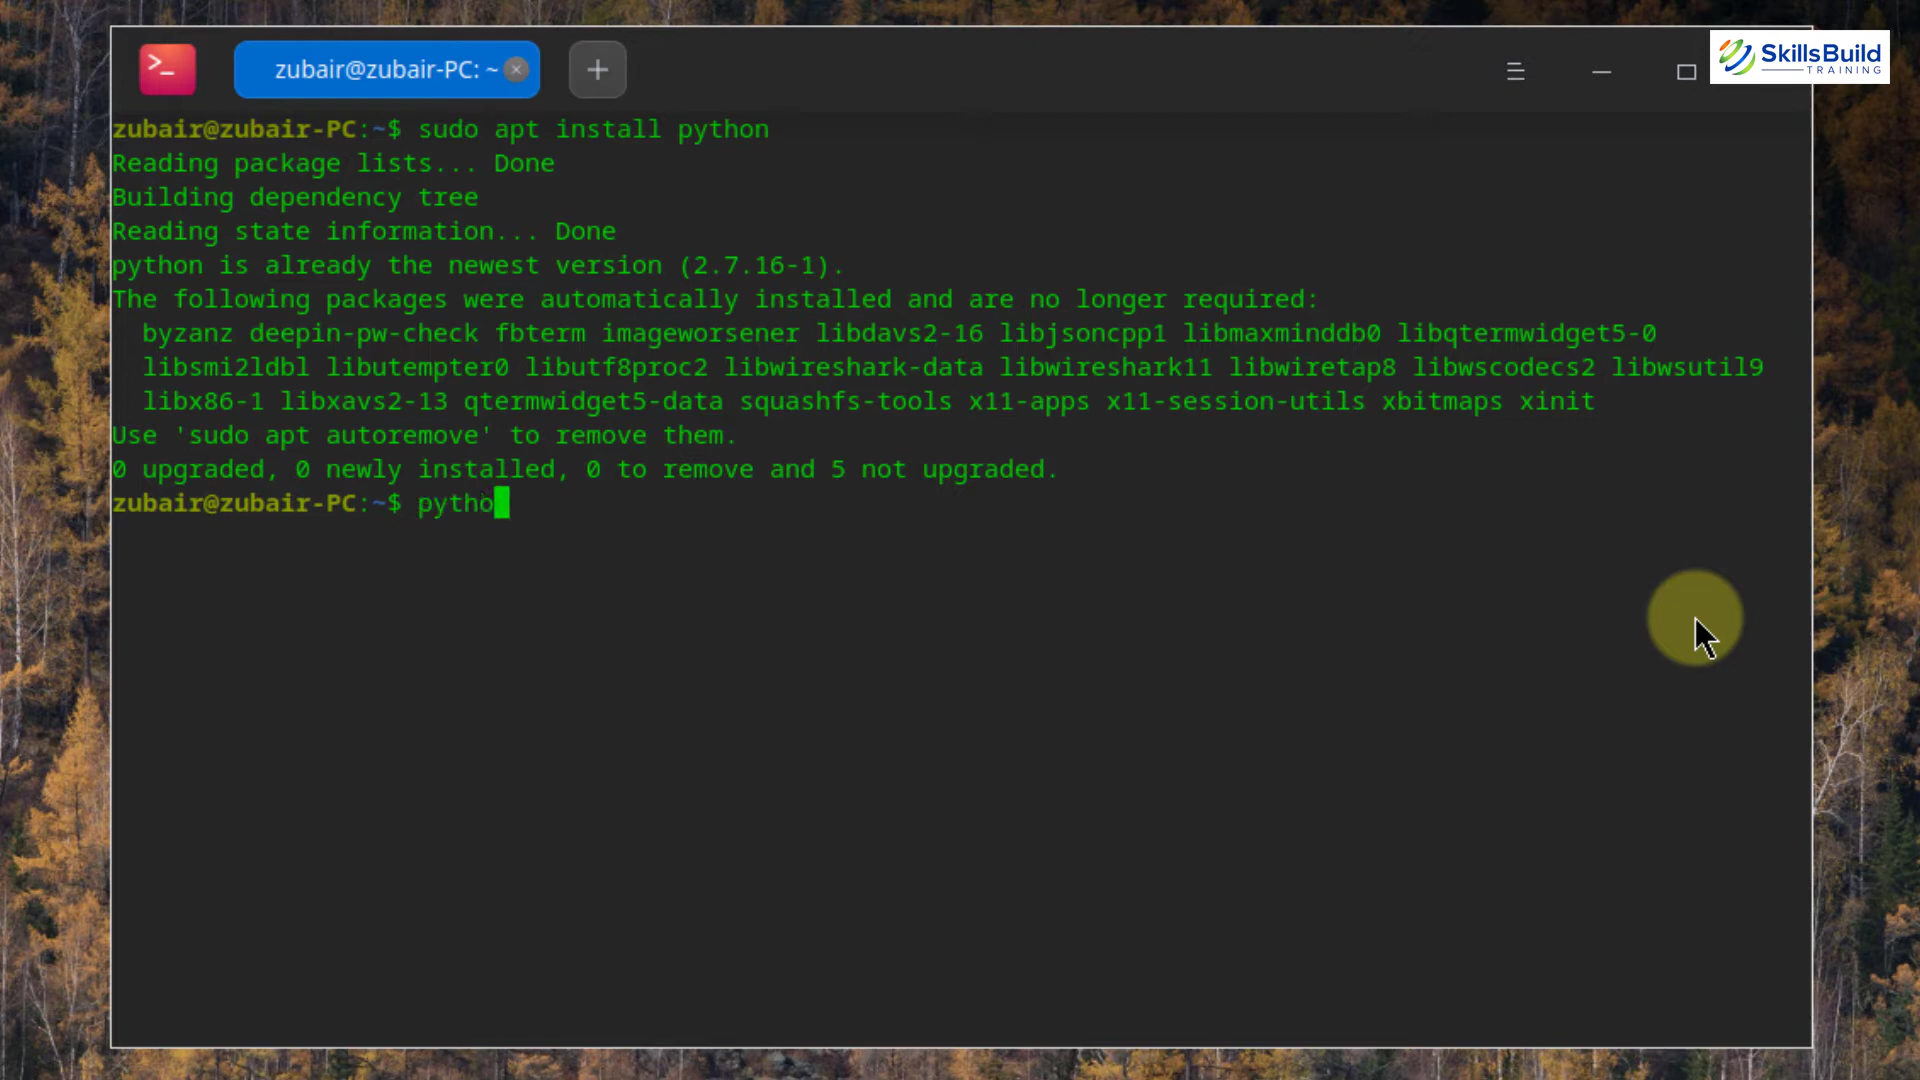 zubair@zubair-PC: ~
SkillsBuild
TRAINING
zubair@zubair-PC:~$ sudo apt install python
Reading package lists... Done
Building dependency tree
Reading state information... Done
python is already the newest version (2.7.16-1).
The following packages were automatically installed and are no longer required:
  byzanz deepin-pw-check fbterm imageworsener libdavs2-16 libjsoncpp1 libmaxminddb0 libqtermwidget5-0
  libsmi2ldbl libutempter0 libutf8proc2 libwireshark-data libwireshark11 libwiretap8 libwscodecs2 libwsutil9
  libx86-1 libxavs2-13 qtermwidget5-data squashfs-tools x11-apps x11-session-utils xbitmaps xinit
Use 'sudo apt autoremove' to remove them.
0 upgraded, 0 newly installed, 0 to remove and 5 not upgraded.
zubair@zubair-PC:~$ pytho